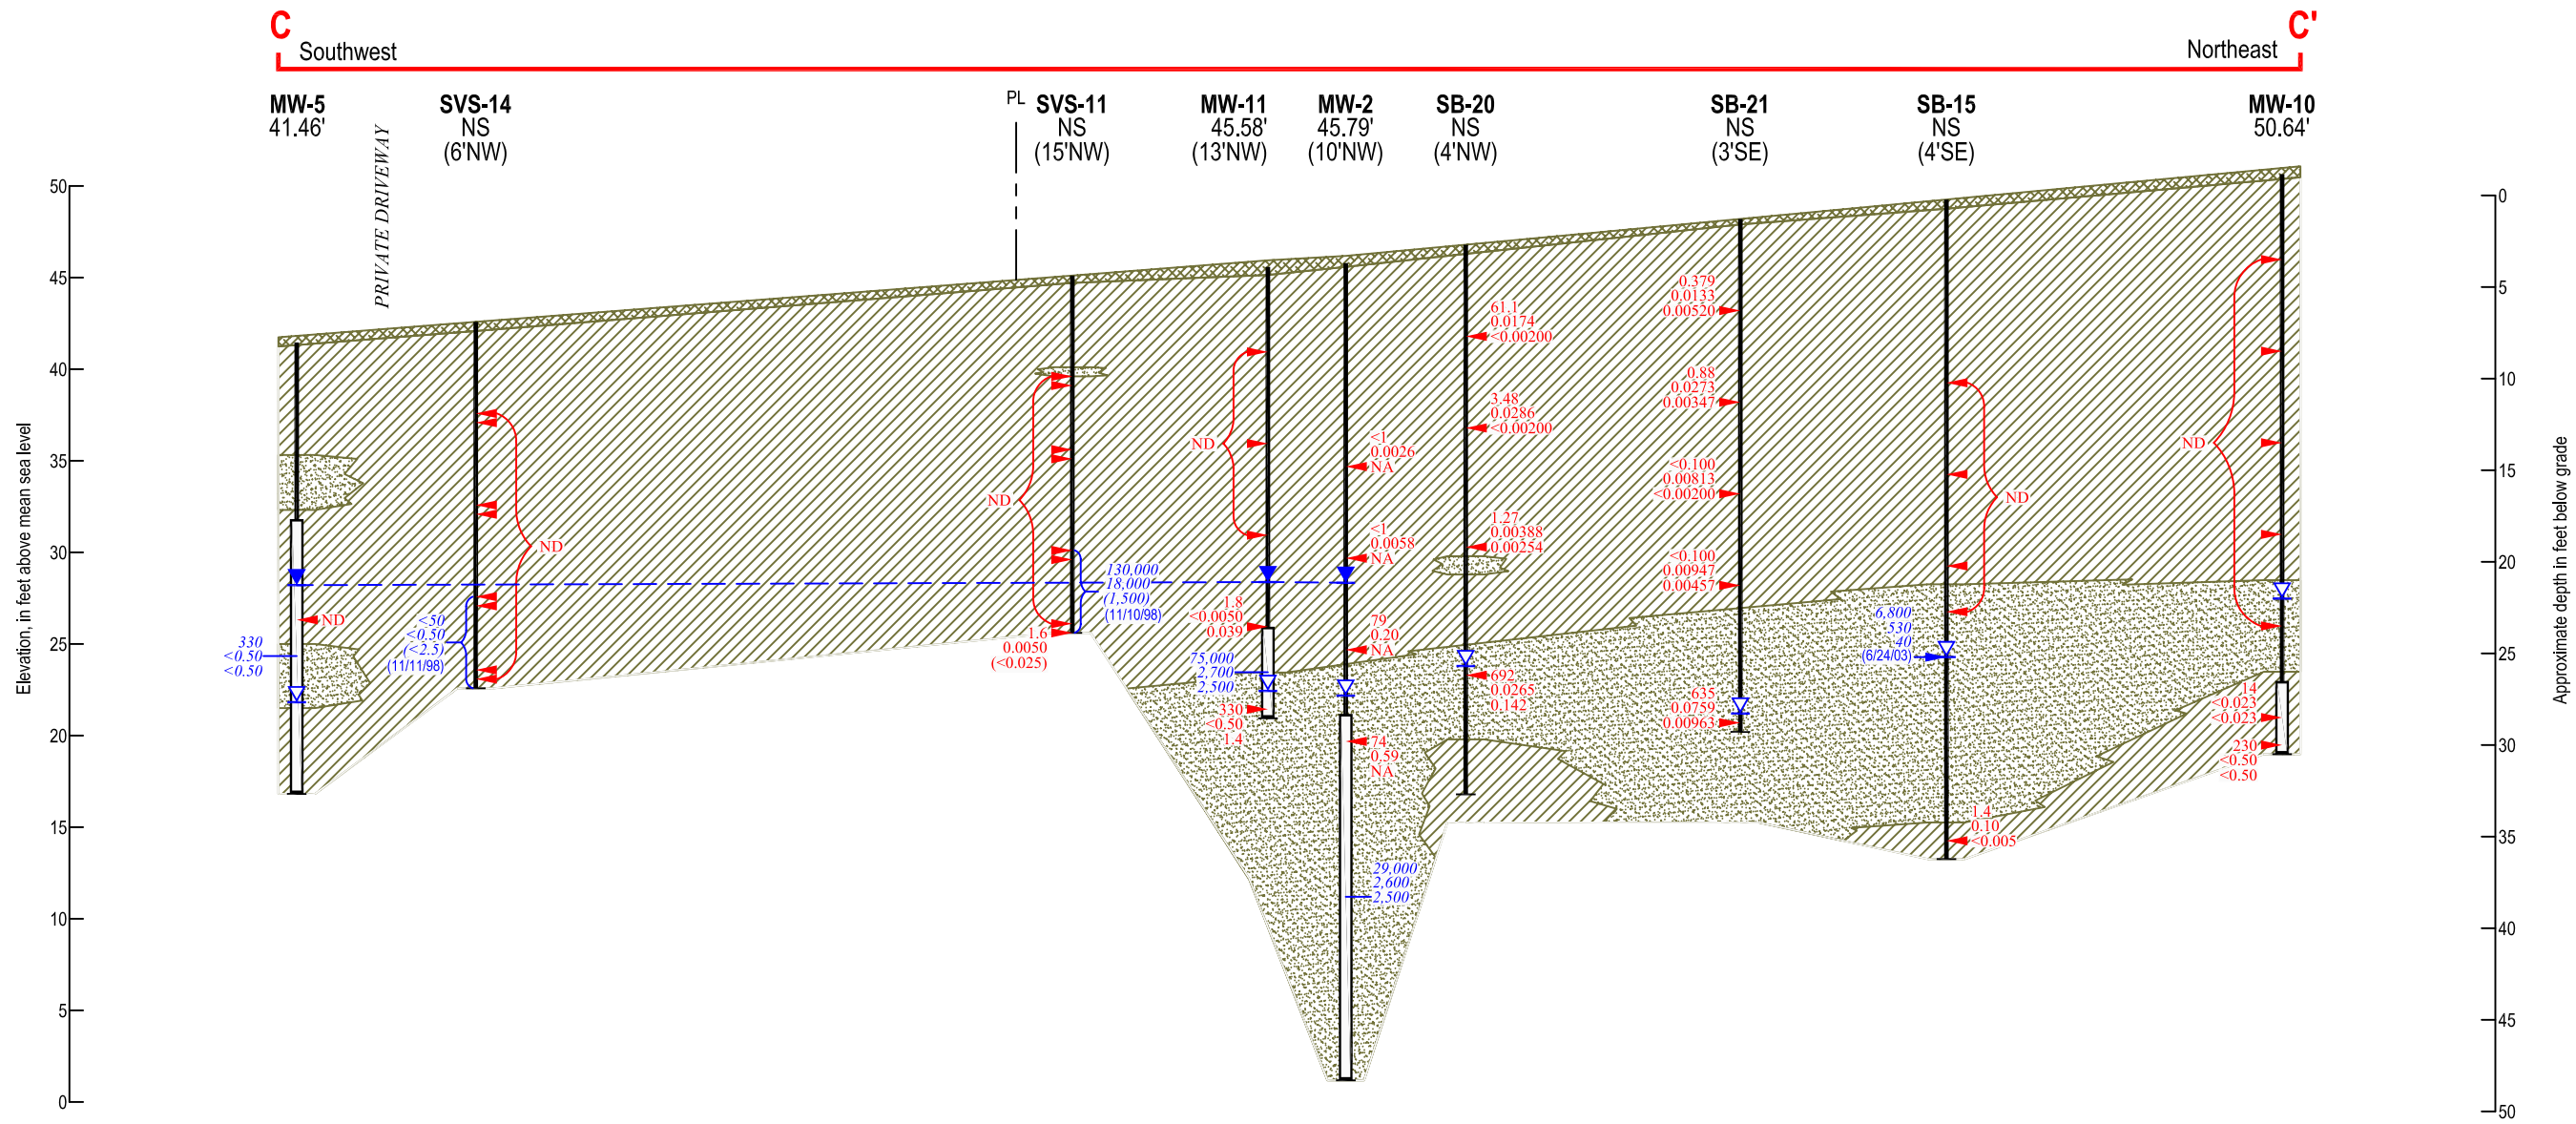 C
C'
Southwest
Northeast
MW-5
41.46'
SVS-14
NS
(6'NW)
PL
SVS-11
NS
(15'NW)
MW-11
45.58'
(13'NW)
MW-2
45.79'
(10'NW)
SB-20
NS
(4'NW)
SB-21
NS
(3'SE)
SB-15
NS
(4'SE)
MW-10
50.64'
PRIVATE DRIVEWAY
Elevation, in feet above mean sea level
50
45
40
35
30
25
20
15
10
5
0
ND
330
<0.50
<0.50
ND
<50
<0.50
(<2.5)
(11/11/98)
ND
130,000
18,000
(1,500)
(11/10/98)
1.6
0.0050
(<0.025)
ND
1.8
<0.0050
0.039
75,000
2,700
2,500
330
<0.50
1.4
<1
0.0026
NA
<1
0.0058
NA
79
0.20
NA
74
0.59
NA
29,000
2,600
2,500
61.1
0.0174
<0.00200
3.48
0.0286
<0.00200
1.27
0.00388
0.00254
692
0.0265
0.142
0.379
0.0133
0.00520
0.88
0.0273
0.00347
<0.100
0.00813
<0.00200
<0.100
0.00947
0.00457
635
0.0759
0.00963
ND
6,800
530
40
(6/24/03)
1.4
0.10
<0.005
ND
14
<0.023
<0.023
230
<0.50
<0.50
0
5
10
15
20
25
30
35
40
45
50
Approximate depth in feet below grade